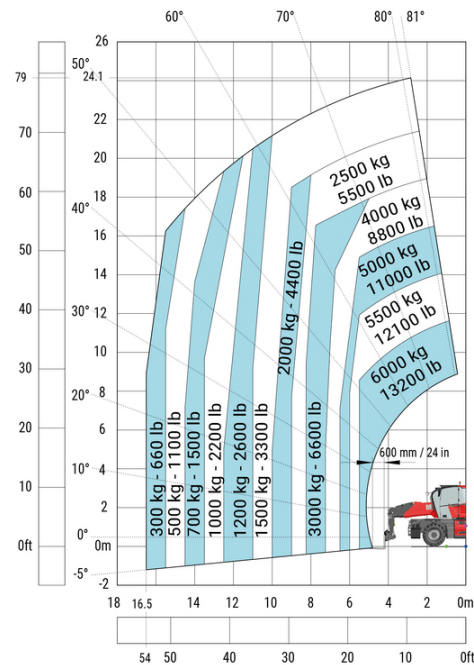 60°
70°
80°
81°
26
50°
79
24.1
70
22
20
60
18
40°
50
16
14
40
30°
12
10
30
8
20°
20
6
10°
4
10
2
0°
0ft
0m
-5°
-2
2500 kg
5500 lb
4000 kg
8800 lb
5000 kg
11000 lb
5500 kg
12100 lb
6000 kg
13200 lb
600 mm / 24 in
300 kg - 660 lb
500 kg - 1100 lb
700 kg - 1500 lb
1000 kg - 2200 lb
1200 kg - 2600 lb
1500 kg - 3300 lb
2000 kg - 4400 lb
3000 kg - 6600 lb
18 16.5 14 12 10 8 6 4 2 0m
54 50 40 30 20 10 0ft